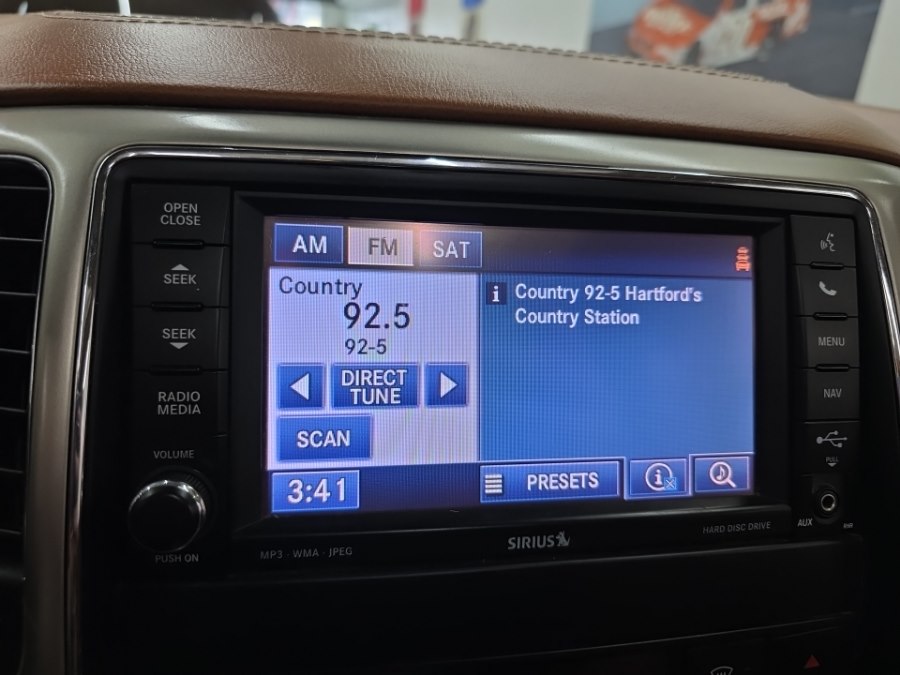 OPEN
CLOSE
SEEK
SEEK
RADIO
MEDIA
VOLUME
PUSH ON
AM FM SAT
Country
92.5
92-5
DIRECT
TUNE
SCAN
3:41
i Country 92-5 Hartford's
Country Station
PRESETS
i
MP3 · WMA · JPEG
SIRIUS
HARD DISC DRIVE
MENU
NAV
PULL
AUX